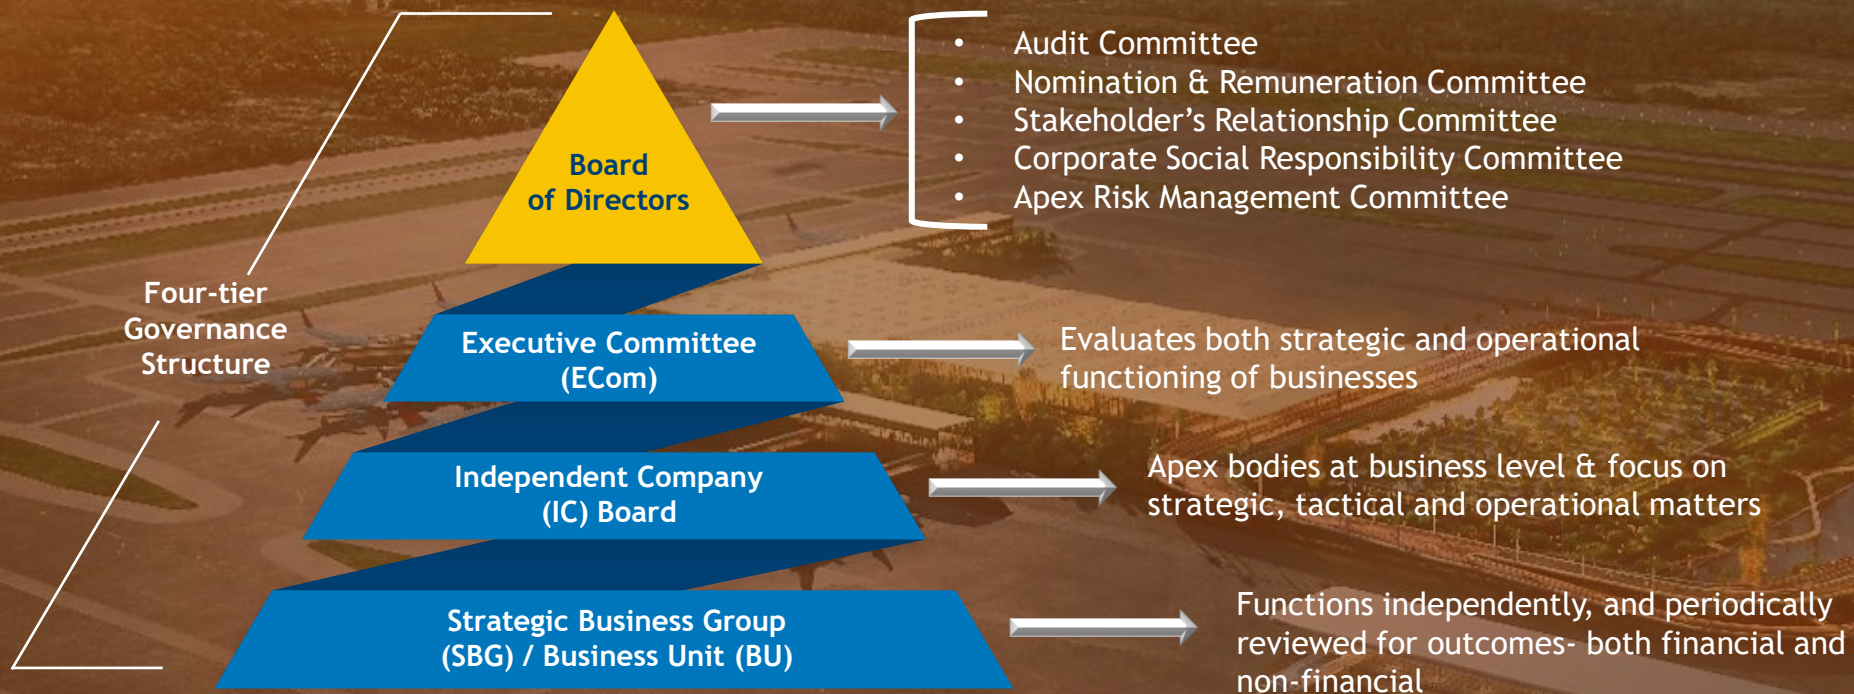 Four-tier
Governance
Structure
Board
of Directors
• Audit Committee
• Nomination & Remuneration Committee
• Stakeholder’s Relationship Committee
• Corporate Social Responsibility Committee
• Apex Risk Management Committee
Executive Committee
(ECom)
Evaluates both strategic and operational
functioning of businesses
Independent Company
(IC) Board
Apex bodies at business level & focus on
strategic, tactical and operational matters
Strategic Business Group
(SBG) / Business Unit (BU)
Functions independently, and periodically
reviewed for outcomes- both financial and
non-financial